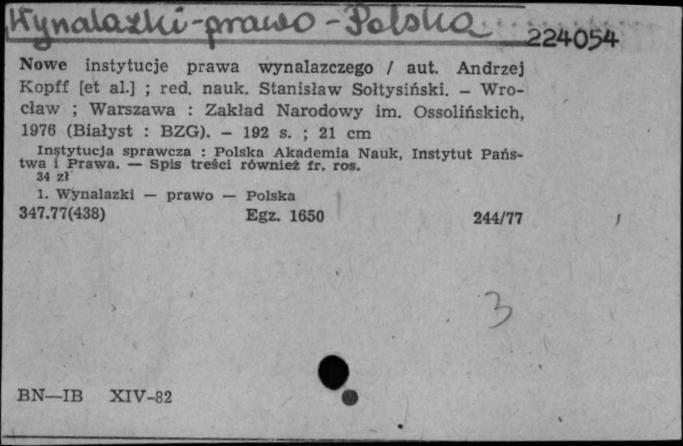 Wynalazki-prawo-Polska
224054
Nowe instytucje prawa wynalazczego / aut. Andrzej
Kopff [et al.] ; red. nauk. Stanisław Sołtysiński. – Wro-
cław ; Warszawa : Zakład Narodowy im. Ossolińskich,
1976 (Białyst : BZG). – 192 s. ; 21 cm
Instytucja sprawcza : Polska Akademia Nauk, Instytut Pańs-
twa i Prawa. — Spis treści również fr. ros.
34 zł
1. Wynalazki — prawo — Polska
347.77(438) Egz. 1650 244/77
3
BN—IB XIV-82